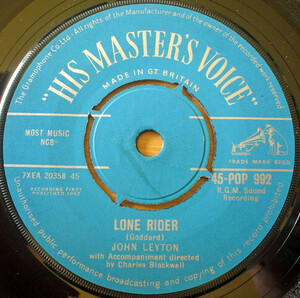 The Gramophone Co. Ltd. All rights of the Manufacturer and of the owner of the recorded work reserved
"HIS MASTER'S VOICE"
MADE IN GT BRITAIN
MOST MUSIC
NCB
TRADE MARK REGD
7XEA 20358 45
45-POP 992
R.G.M. Sound
Recording
RECORDING FIRST
PUBLISHED 1962
LONE RIDER
(Goddard)
JOHN LEYTON
with Accompaniment directed
by Charles Blackwell
Unauthorised public performance broadcasting and copying of this record prohibited